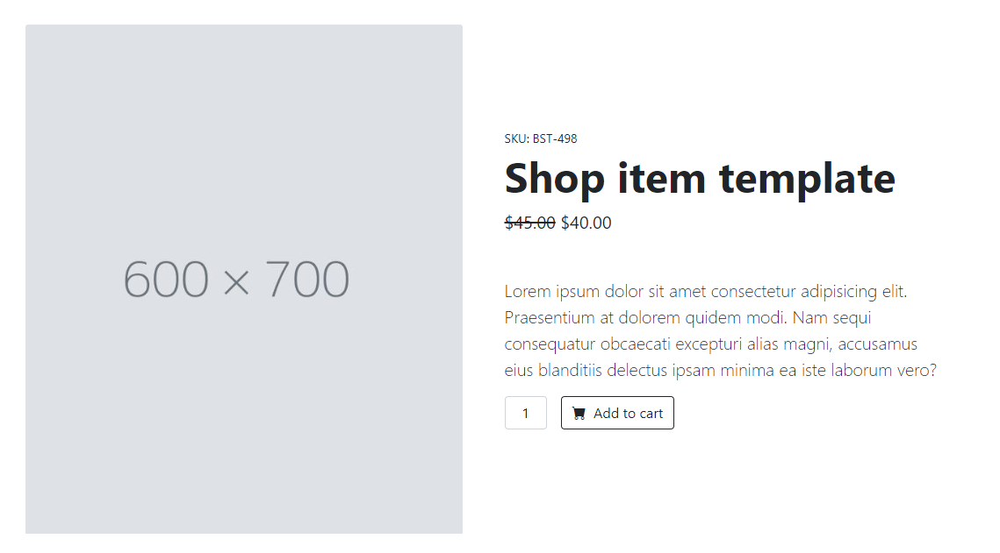 600 × 700
SKU: BST-498
Shop item template
$45.00 $40.00
Lorem ipsum dolor sit amet consectetur adipisicing elit.
Praesentium at dolorem quidem modi. Nam sequi
consequatur obcaecati excepturi alias magni, accusamus
eius blanditiis delectus ipsam minima ea iste laborum vero?
1
Add to cart